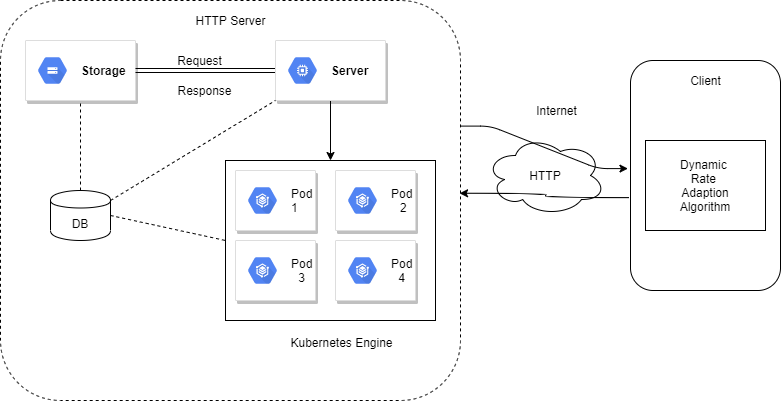 HTTP Server
Storage
Request
Response
Server
Internet
Client
HTTP
Dynamic
Rate
Adaption
Algorithm
DB
Pod
1
Pod
2
Pod
3
Pod
4
Kubernetes Engine